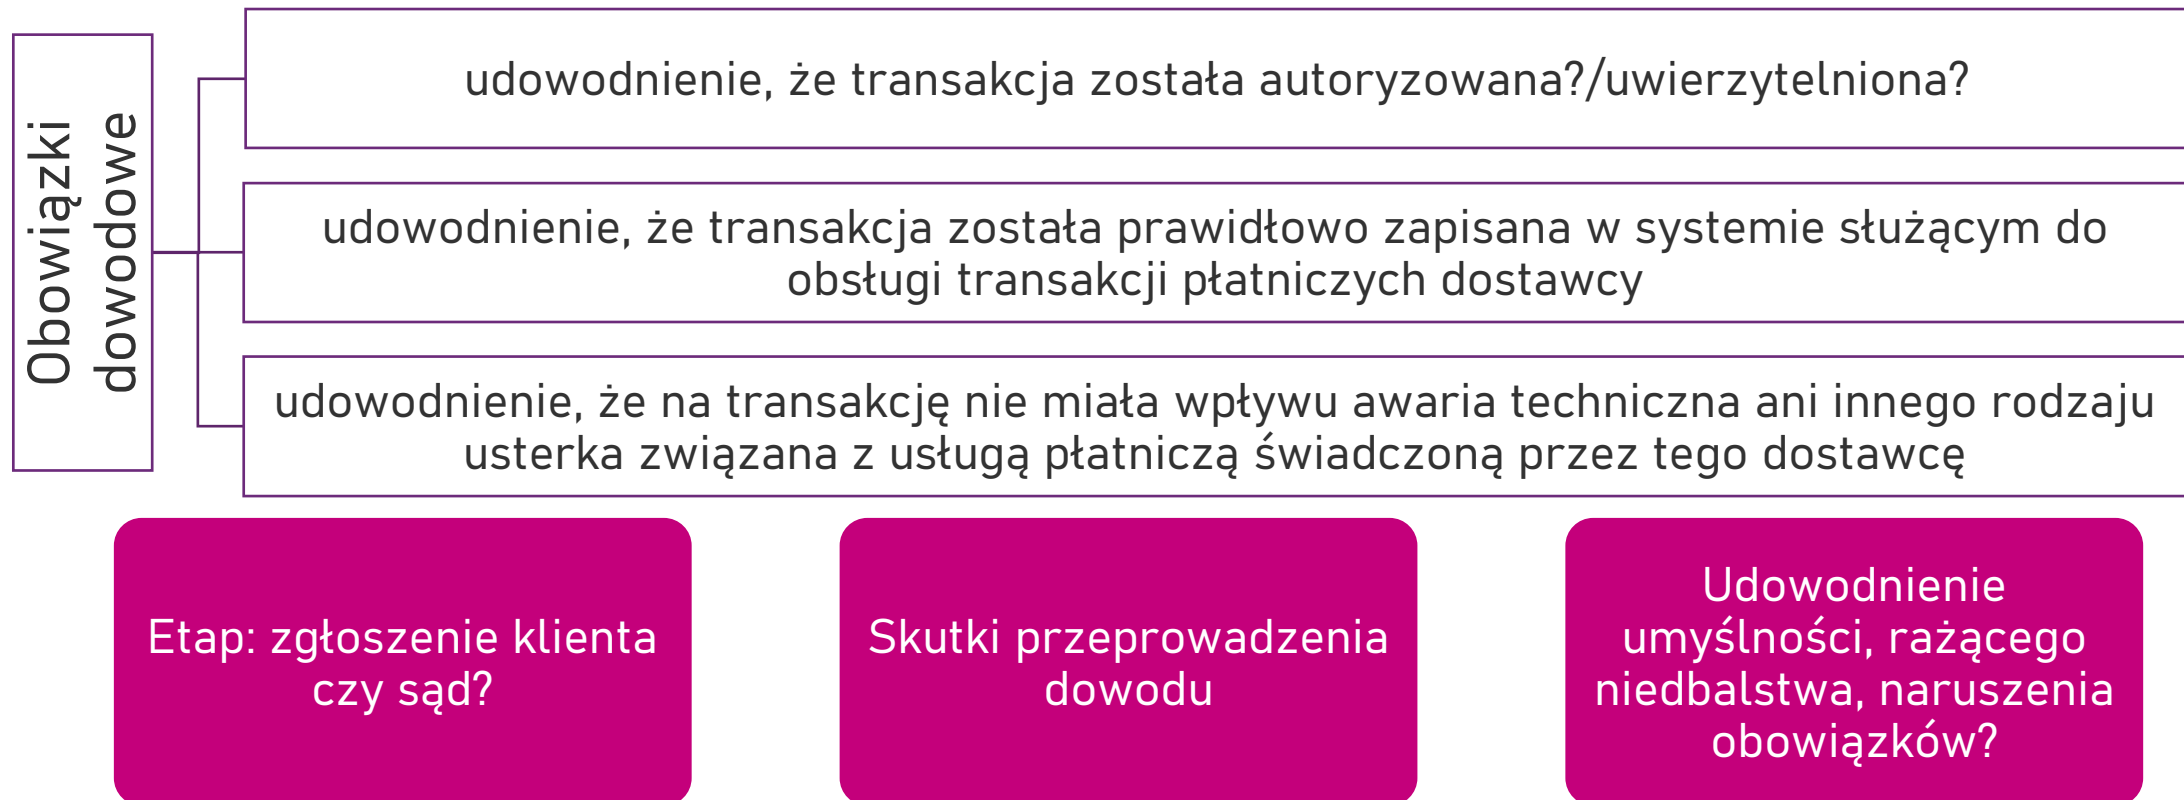 Obowiązki
dowodowe
udowodnienie, że transakcja została autoryzowana?/uwierzytelniona?
udowodnienie, że transakcja została prawidłowo zapisana w systemie służącym do
obsługi transakcji płatniczych dostawcy
udowodnienie, że na transakcję nie miała wpływu awaria techniczna ani innego rodzaju
usterka związana z usługą płatniczą świadczoną przez tego dostawcę
Etap: zgłoszenie klienta
czy sąd?
Skutki przeprowadzenia
dowodu
Udowodnienie
umyślności, rażącego
niedbalstwa, naruszenia
obowiązków?